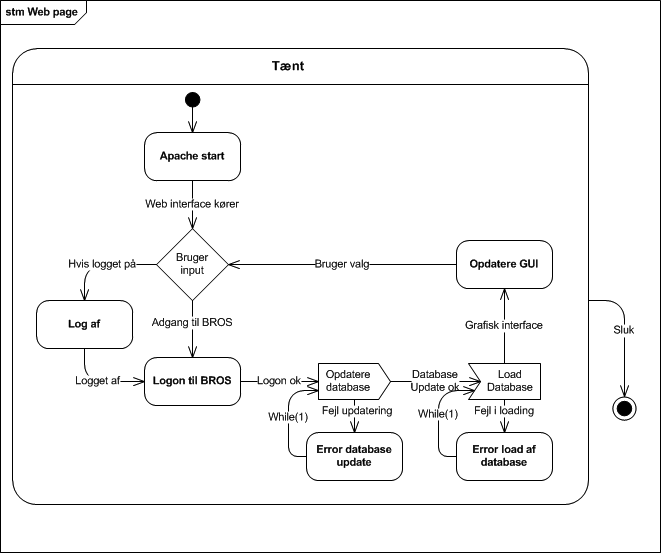 stm Web page
Tænt
Apache start
Web interface kører
Hvis logget på
Bruger
input
Bruger valg
Opdatere GUI
Log af
Adgang til BROS
Grafisk interface
Sluk
Logget af
Logon til BROS
Logon ok
Opdatere
database
Database
Update ok
Load
Database
While(1)
Fejl updatering
While(1)
Fejl i loading
Error database
update
Error load af
database